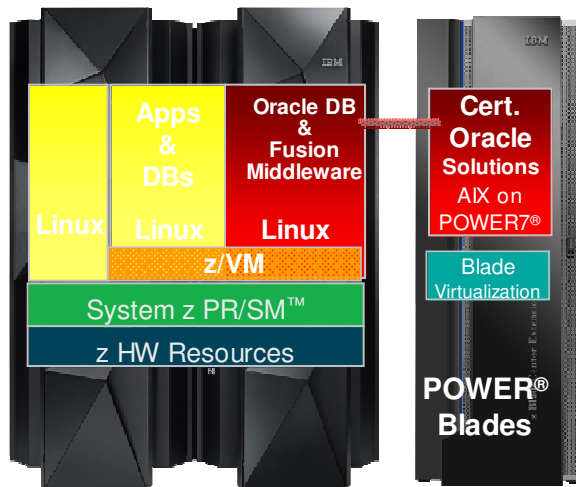 IBM
Apps
&
DBs
Linux
Linux
Oracle DB
&
Fusion
Middleware
Linux
z/VM
System z PR/SM™
z HW Resources
IBM
Cert.
Oracle
Solutions
AIX on
POWER7®
Blade
Virtualization
POWER®
Blades